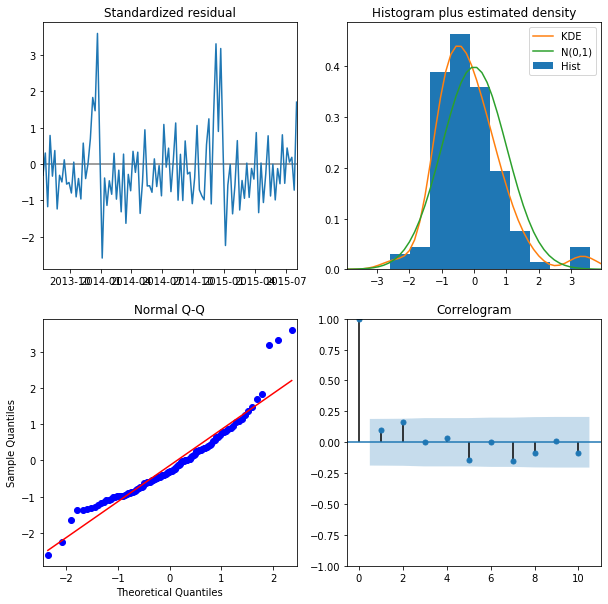 Standardized residual
3
2
1
0
−1
−2
2013-10
2014-01
2014-04
2014-07
2014-10
2015-01
2015-04
2015-07
Histogram plus estimated density
KDE
N(0,1)
Hist
0.4
0.3
0.2
0.1
0.0
−3 −2 −1 0 1 2 3
Normal Q-Q
Sample Quantiles
3
2
1
0
−1
−2
−2 −1 0 1 2
Theoretical Quantiles
Correlogram
1.00
0.75
0.50
0.25
0.00
−0.25
−0.50
−0.75
−1.00
0 2 4 6 8 10